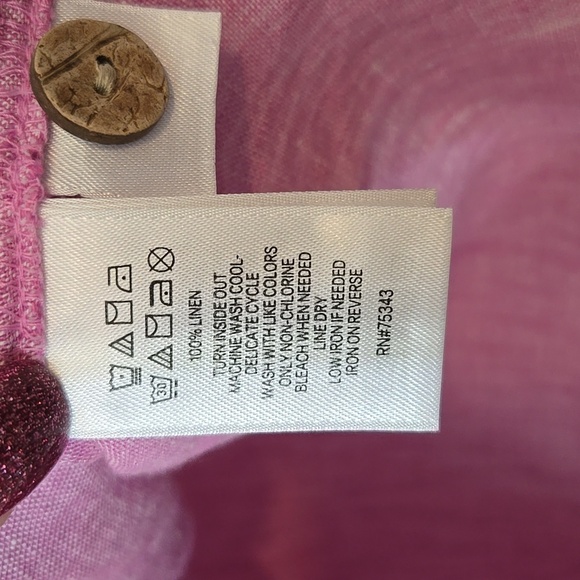 30
100% LINEN
TURN INSIDE OUT
MACHINE WASH COOL-
DELICATE CYCLE
WASH WITH LIKE COLORS
ONLY NON-CHLORINE
BLEACH WHEN NEEDED
LINE DRY
LOW IRON IF NEEDED
IRON ON REVERSE
RN#75343